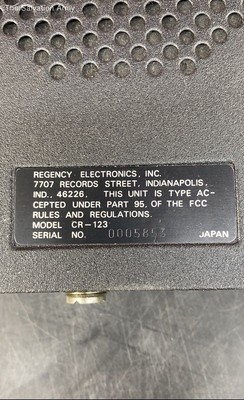 The Salvation Army
REGENCY ELECTRONICS, INC.
7707 RECORDS STREET, INDIANAPOLIS,
IND., 46226, THIS UNIT IS TYPE AC-
CEPTED UNDER PART 95, OF THE FCC
RULES AND REGULATIONS.
MODEL CR-123
SERIAL NO. 0005853 JAPAN